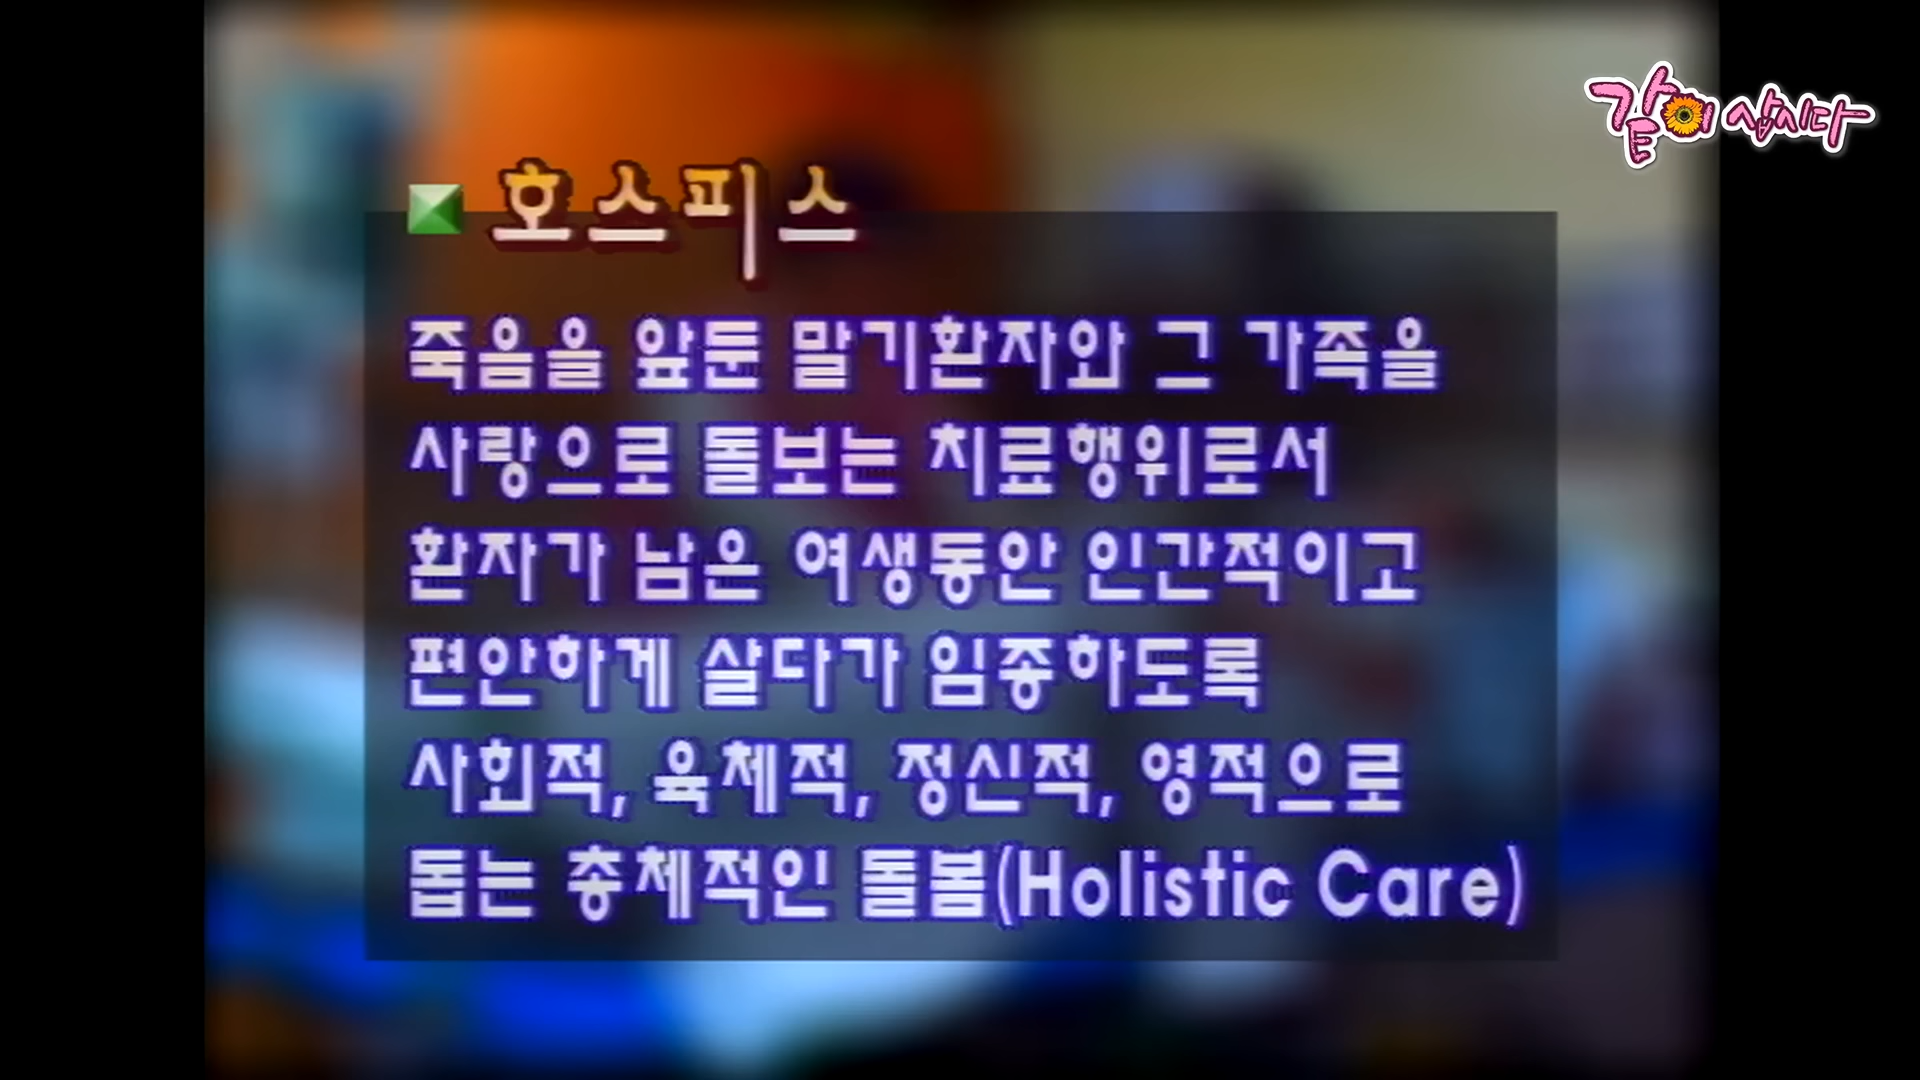 같이 삽시다
호스피스
죽음을 앞둔 말기환자와 그 가족을
사랑으로 돌보는 치료행위로서
환자가 남은 여생동안 인간적이고
편안하게 살다가 임종하도록
사회적, 육체적, 정신적, 영적으로
돕는 총체적인 돌봄(Holistic Care)